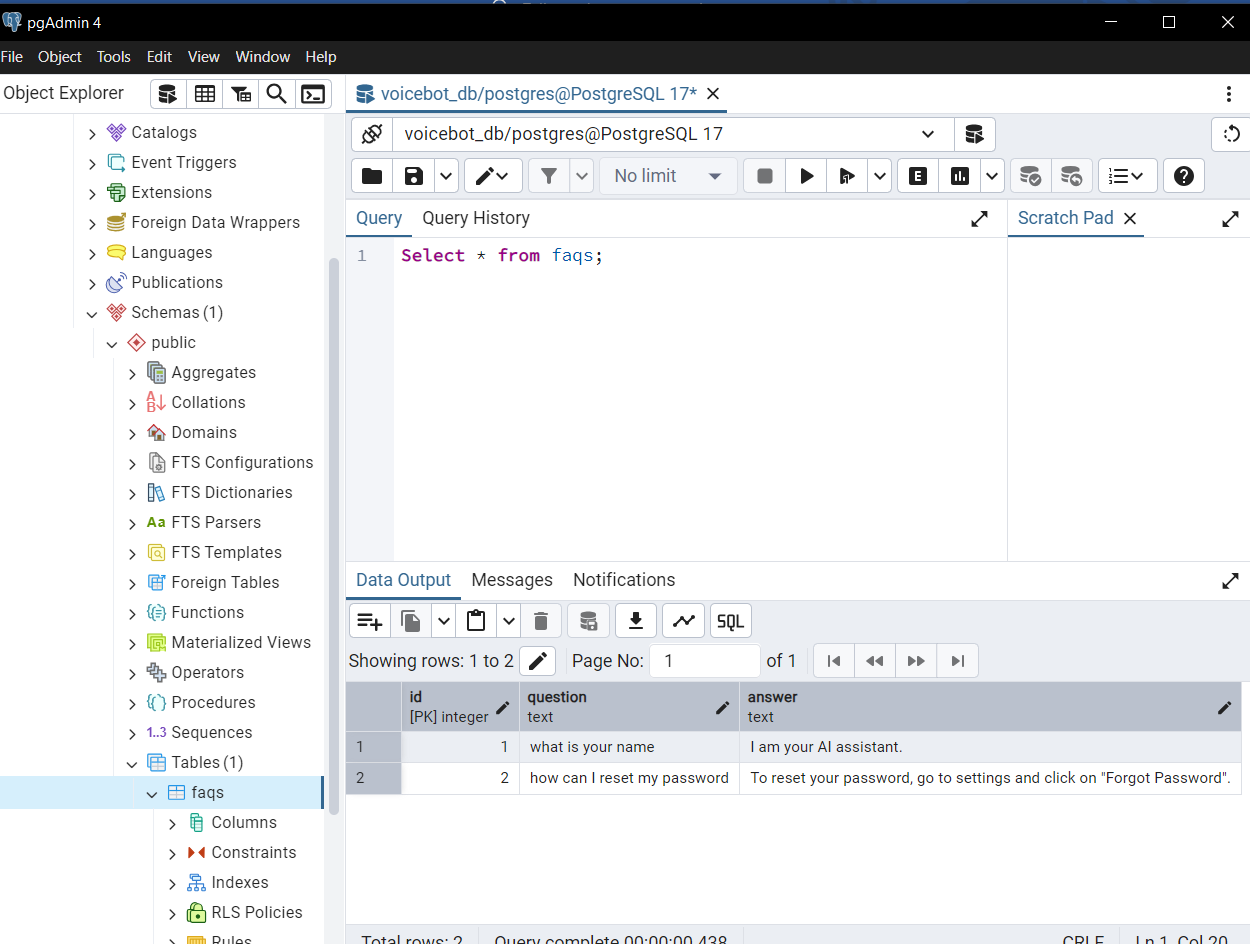 pgAdmin 4
File Object Tools Edit View Window Help
Object Explorer
voicebot_db/postgres@PostgreSQL 17*
Catalogs
Event Triggers
Extensions
Foreign Data Wrappers
Languages
Publications
Schemas (1)
public
Aggregates
Collations
Domains
FTS Configurations
FTS Dictionaries
Aa FTS Parsers
FTS Templates
Foreign Tables
Functions
Materialized Views
Operators
Procedures
1..3 Sequences
Tables (1)
faqs
Columns
Constraints
Indexes
RLS Policies
Rules
voicebot_db/postgres@PostgreSQL 17
No limit
E
Query Query History
Scratch Pad
1 Select * from faqs;
Data Output Messages Notifications
SQL
Showing rows: 1 to 2 Page No: 1 of 1
id question answer
[PK] integer text text
1 1 what is your name I am your AI assistant.
2 2 how can I reset my password To reset your password, go to settings and click on "Forgot Password".
Total rows: 2 Query complete 00:00:00.438 CRLF Ln 1, Col 20